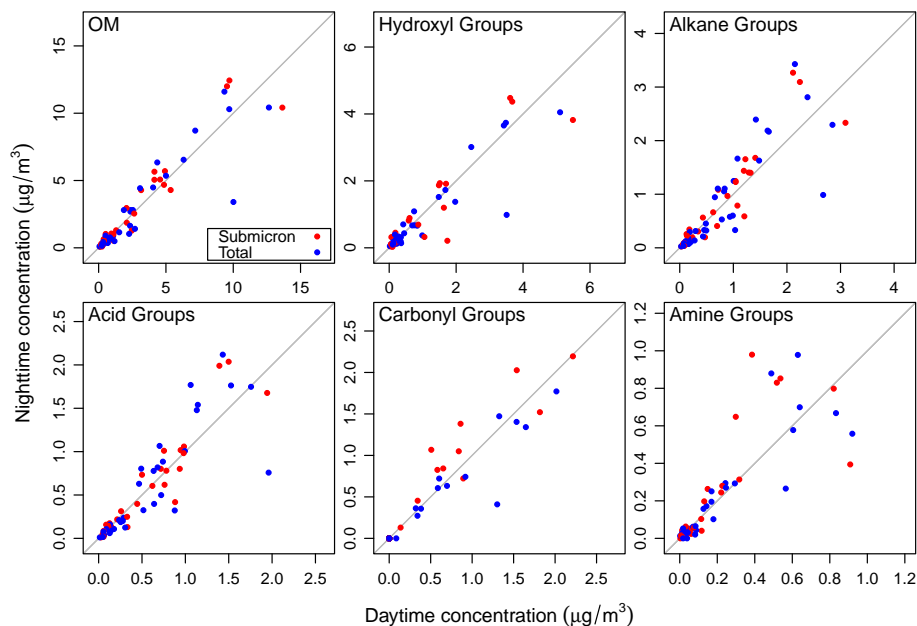 OM
Hydroxyl Groups
Alkane Groups
0 5 10 15
0 5 10 15
Submicron
Total
0 2 4 6
0 2 4 6
0 1 2 3 4
0 1 2 3 4
Acid Groups
Carbonyl Groups
Amine Groups
0.0 0.5 1.0 1.5 2.0 2.5
0.0 0.5 1.0 1.5 2.0 2.5
0.0 0.5 1.0 1.5 2.0 2.5
0.0 0.5 1.0 1.5 2.0 2.5
0.0 0.2 0.4 0.6 0.8 1.0 1.2
0.0 0.2 0.4 0.6 0.8 1.0 1.2
Nighttime concentration (μg/m³)
Daytime concentration (μg/m³)